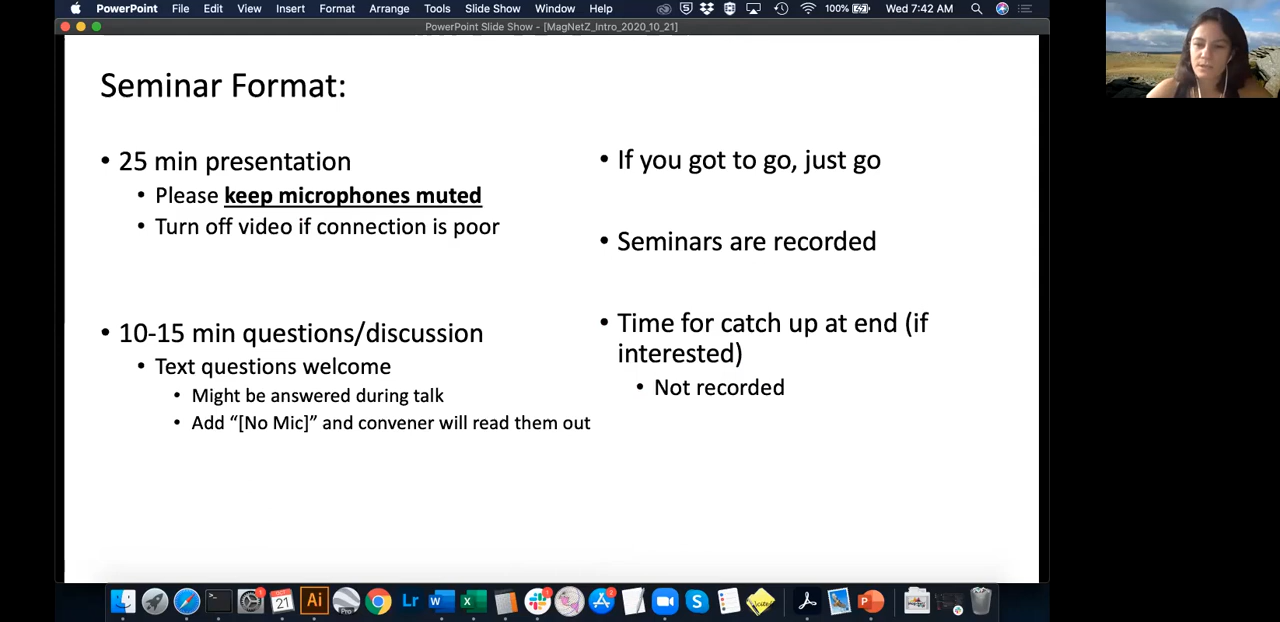 PowerPoint File Edit View Insert Format Arrange Tools Slide Show Window Help 100% Wed 7:42 AM
PowerPoint Slide Show - [MagNetZ_Intro_2020_10_21]
Seminar Format:
• 25 min presentation
• Please keep microphones muted
• Turn off video if connection is poor
• 10-15 min questions/discussion
• Text questions welcome
• Might be answered during talk
• Add “[No Mic]” and convener will read them out
• If you got to go, just go
• Seminars are recorded
• Time for catch up at end (if
interested)
• Not recorded
21 Ai Pro Lr W X S P